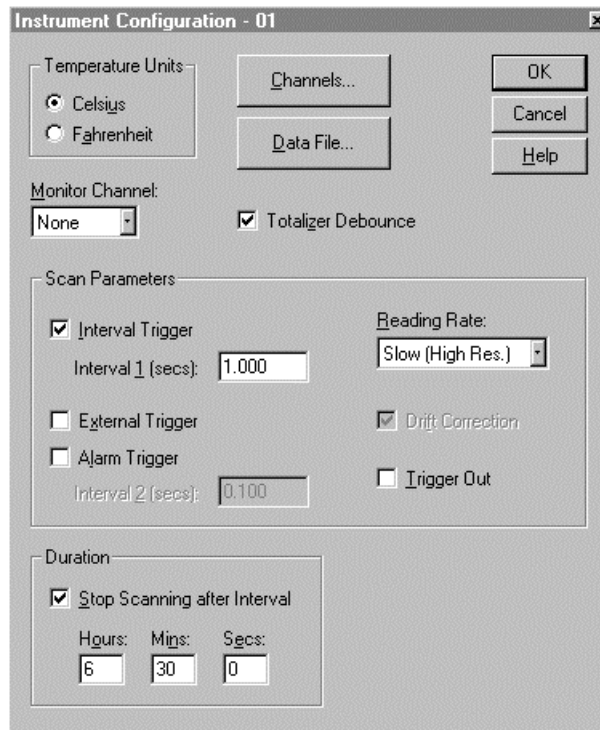 Instrument Configuration - 01
Temperature Units
Celsius
Fahrenheit
Channels...
Data File...
OK
Cancel
Help
Monitor Channel:
None
Totalizer Debounce
Scan Parameters
Interval Trigger
Interval 1 (secs): 1.000
Reading Rate:
Slow (High Res.)
External Trigger
Drift Correction
Alarm Trigger
Interval 2 (secs): 0.100
Trigger Out
Duration
Stop Scanning after Interval
Hours: Mins: Secs:
6 30 0